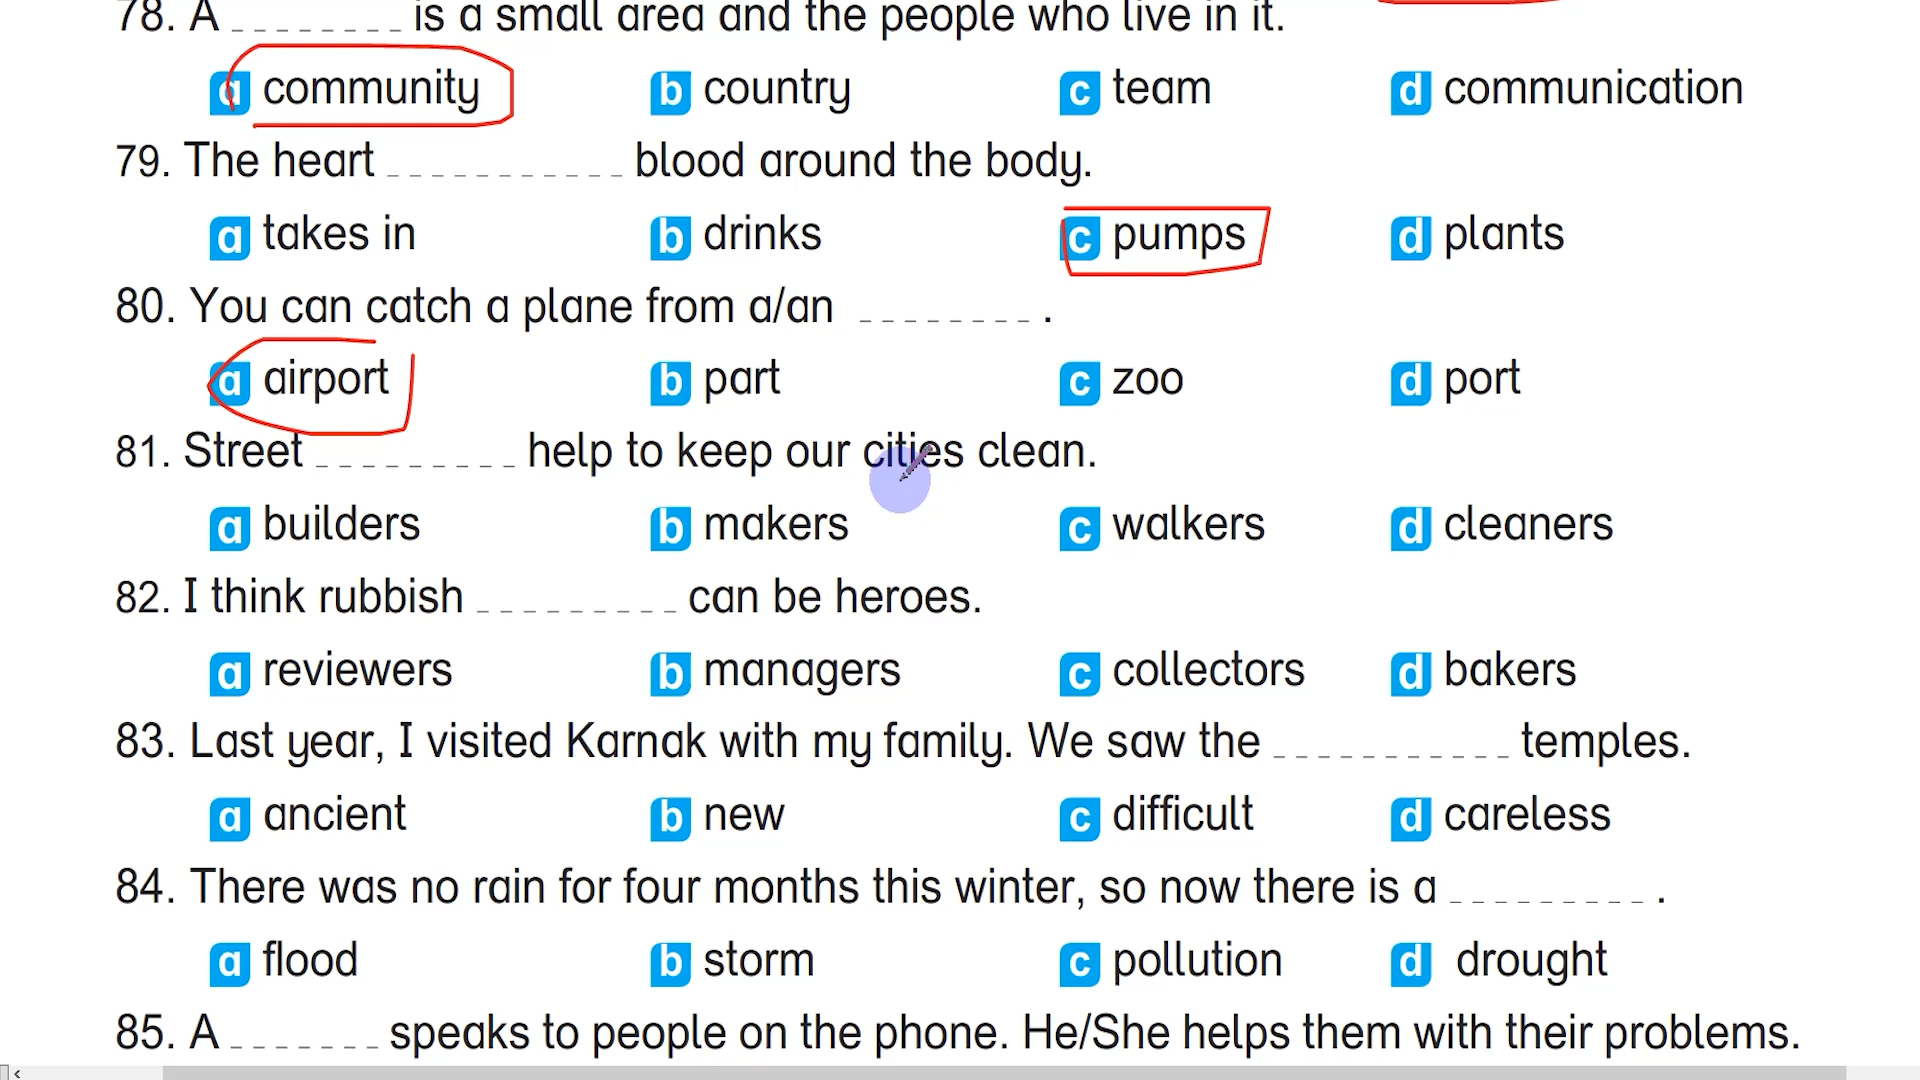 78. A ________ is a small area and the people who live in it.
a community b country c team d communication
79. The heart ___________ blood around the body.
a takes in b drinks c pumps d plants
80. You can catch a plane from a/an ________ .
a airport b part c zoo d port
81. Street _________ help to keep our cities clean.
a builders b makers c walkers d cleaners
82. I think rubbish _________ can be heroes.
a reviewers b managers c collectors d bakers
83. Last year, I visited Karnak with my family. We saw the ___________ temples.
a ancient b new c difficult d careless
84. There was no rain for four months this winter, so now there is a _________ .
a flood b storm c pollution d drought
85. A _______ speaks to people on the phone. He/She helps them with their problems.